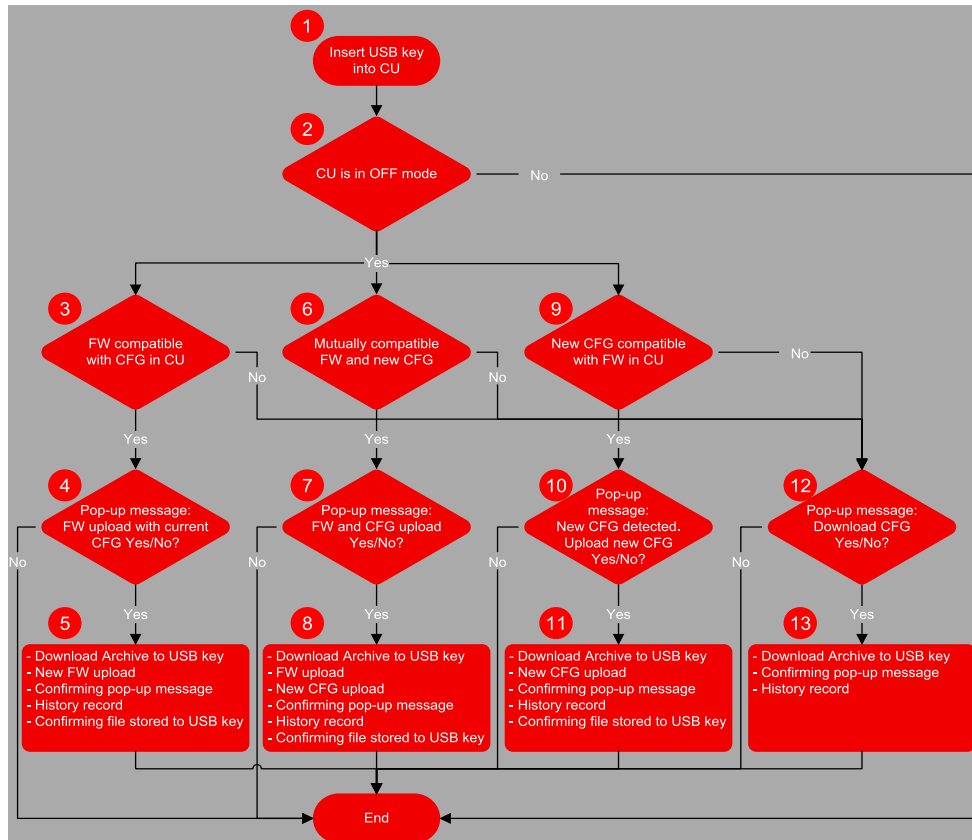 1
Insert USB key
into CU
2
CU is in OFF mode
No
Yes
3
FW compatible
with CFG in CU
6
Mutually compatible
FW and new CFG
9
New CFG compatible
with FW in CU
No
No
No
Yes
Yes
Yes
4
Pop-up message:
FW upload with current
CFG Yes/No?
7
Pop-up message:
FW and CFG upload
Yes/No?
10
Pop-up
message:
New CFG detected.
Upload new CFG
Yes/No?
12
Pop-up message:
Download CFG
Yes/No?
No
No
No
No
Yes
Yes
Yes
Yes
5
- Download Archive to USB key
- New FW upload
- Confirming pop-up message
- History record
- Confirming file stored to USB key
8
- Download Archive to USB key
- FW upload
- New CFG upload
- Confirming pop-up message
- History record
- Confirming file stored to USB key
11
- Download Archive to USB key
- New CFG upload
- Confirming pop-up message
- History record
- Confirming file stored to USB key
13
- Download Archive to USB key
- Confirming pop-up message
- History record
End